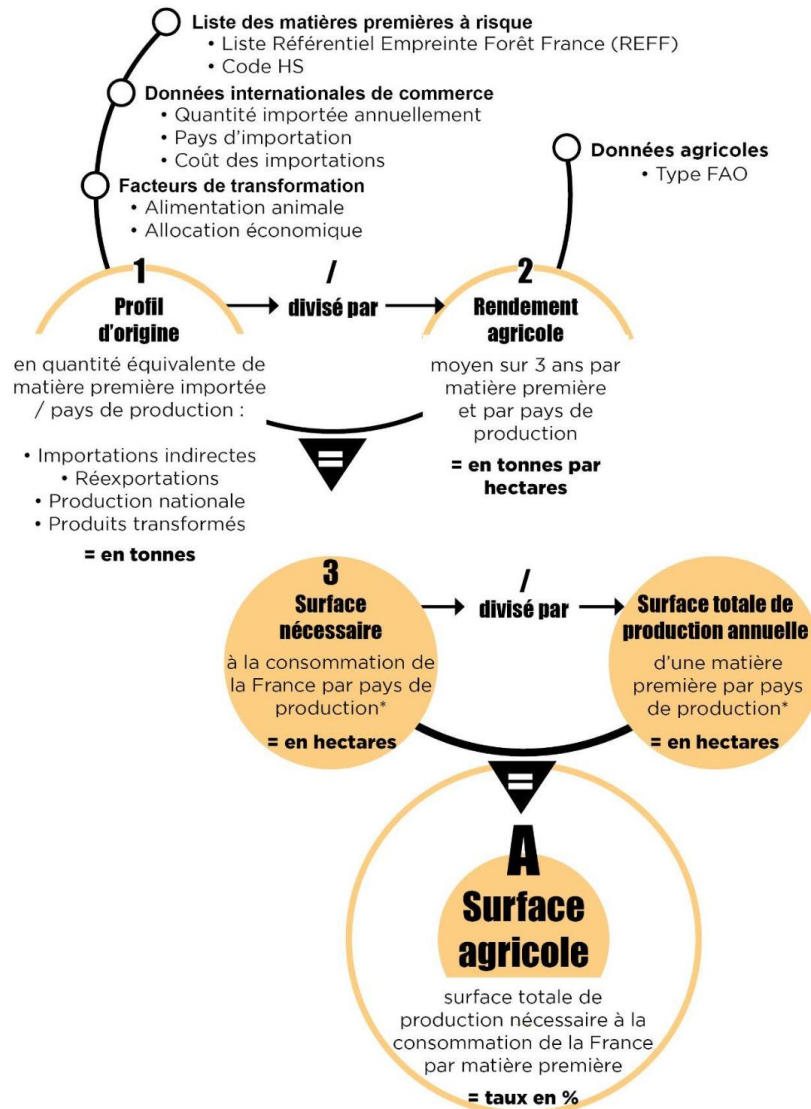 Liste des matières premières à risque
• Liste Référentiel Empreinte Forêt France (REFF)
• Code HS
Données internationales de commerce
• Quantité importée annuellement
• Pays d'importation
• Coût des importations
Facteurs de transformation
• Alimentation animale
• Allocation économique
Données agricoles
• Type FAO
1
Profil
d'origine
en quantité équivalente de
matière première importée
/ pays de production :
• Importations indirectes
• Réexportations
• Production nationale
• Produits transformés
= en tonnes
/
divisé par
2
Rendement
agricole
moyen sur 3 ans par
matière première
et par pays de
production
= en tonnes par
hectares
=
3
Surface
nécessaire
à la consommation de
la France par pays de
production*
= en hectares
/
divisé par
Surface totale de
production annuelle
d'une matière
première par pays
de production*
= en hectares
=
A
Surface
agricole
surface totale de
production nécessaire à la
consommation de la France
par matière première
= taux en %